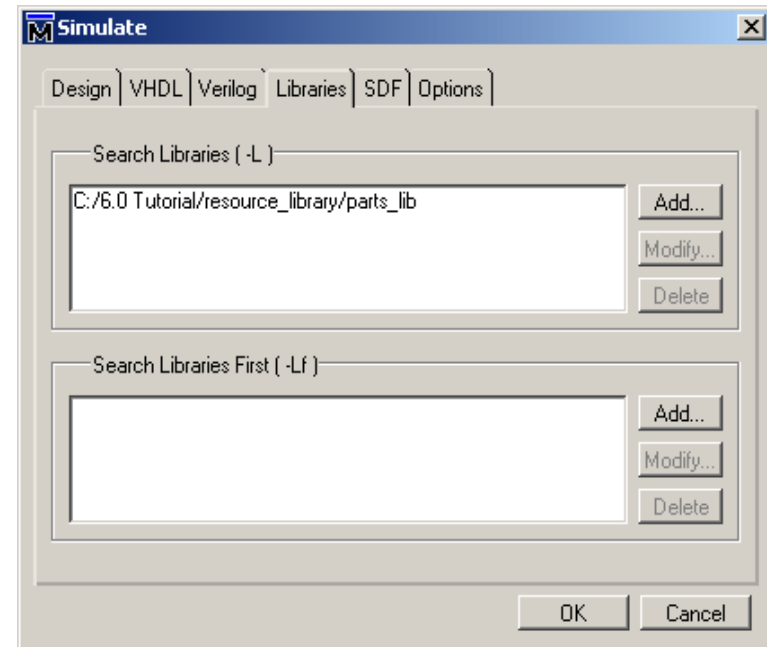 Simulate
Design VHDL Verilog Libraries SDF Options
Search Libraries ( -L )
C:/6.0 Tutorial/resource_library/parts_lib
Add...
Modify...
Delete
Search Libraries First ( -Lf )
Add...
Modify...
Delete
OK Cancel